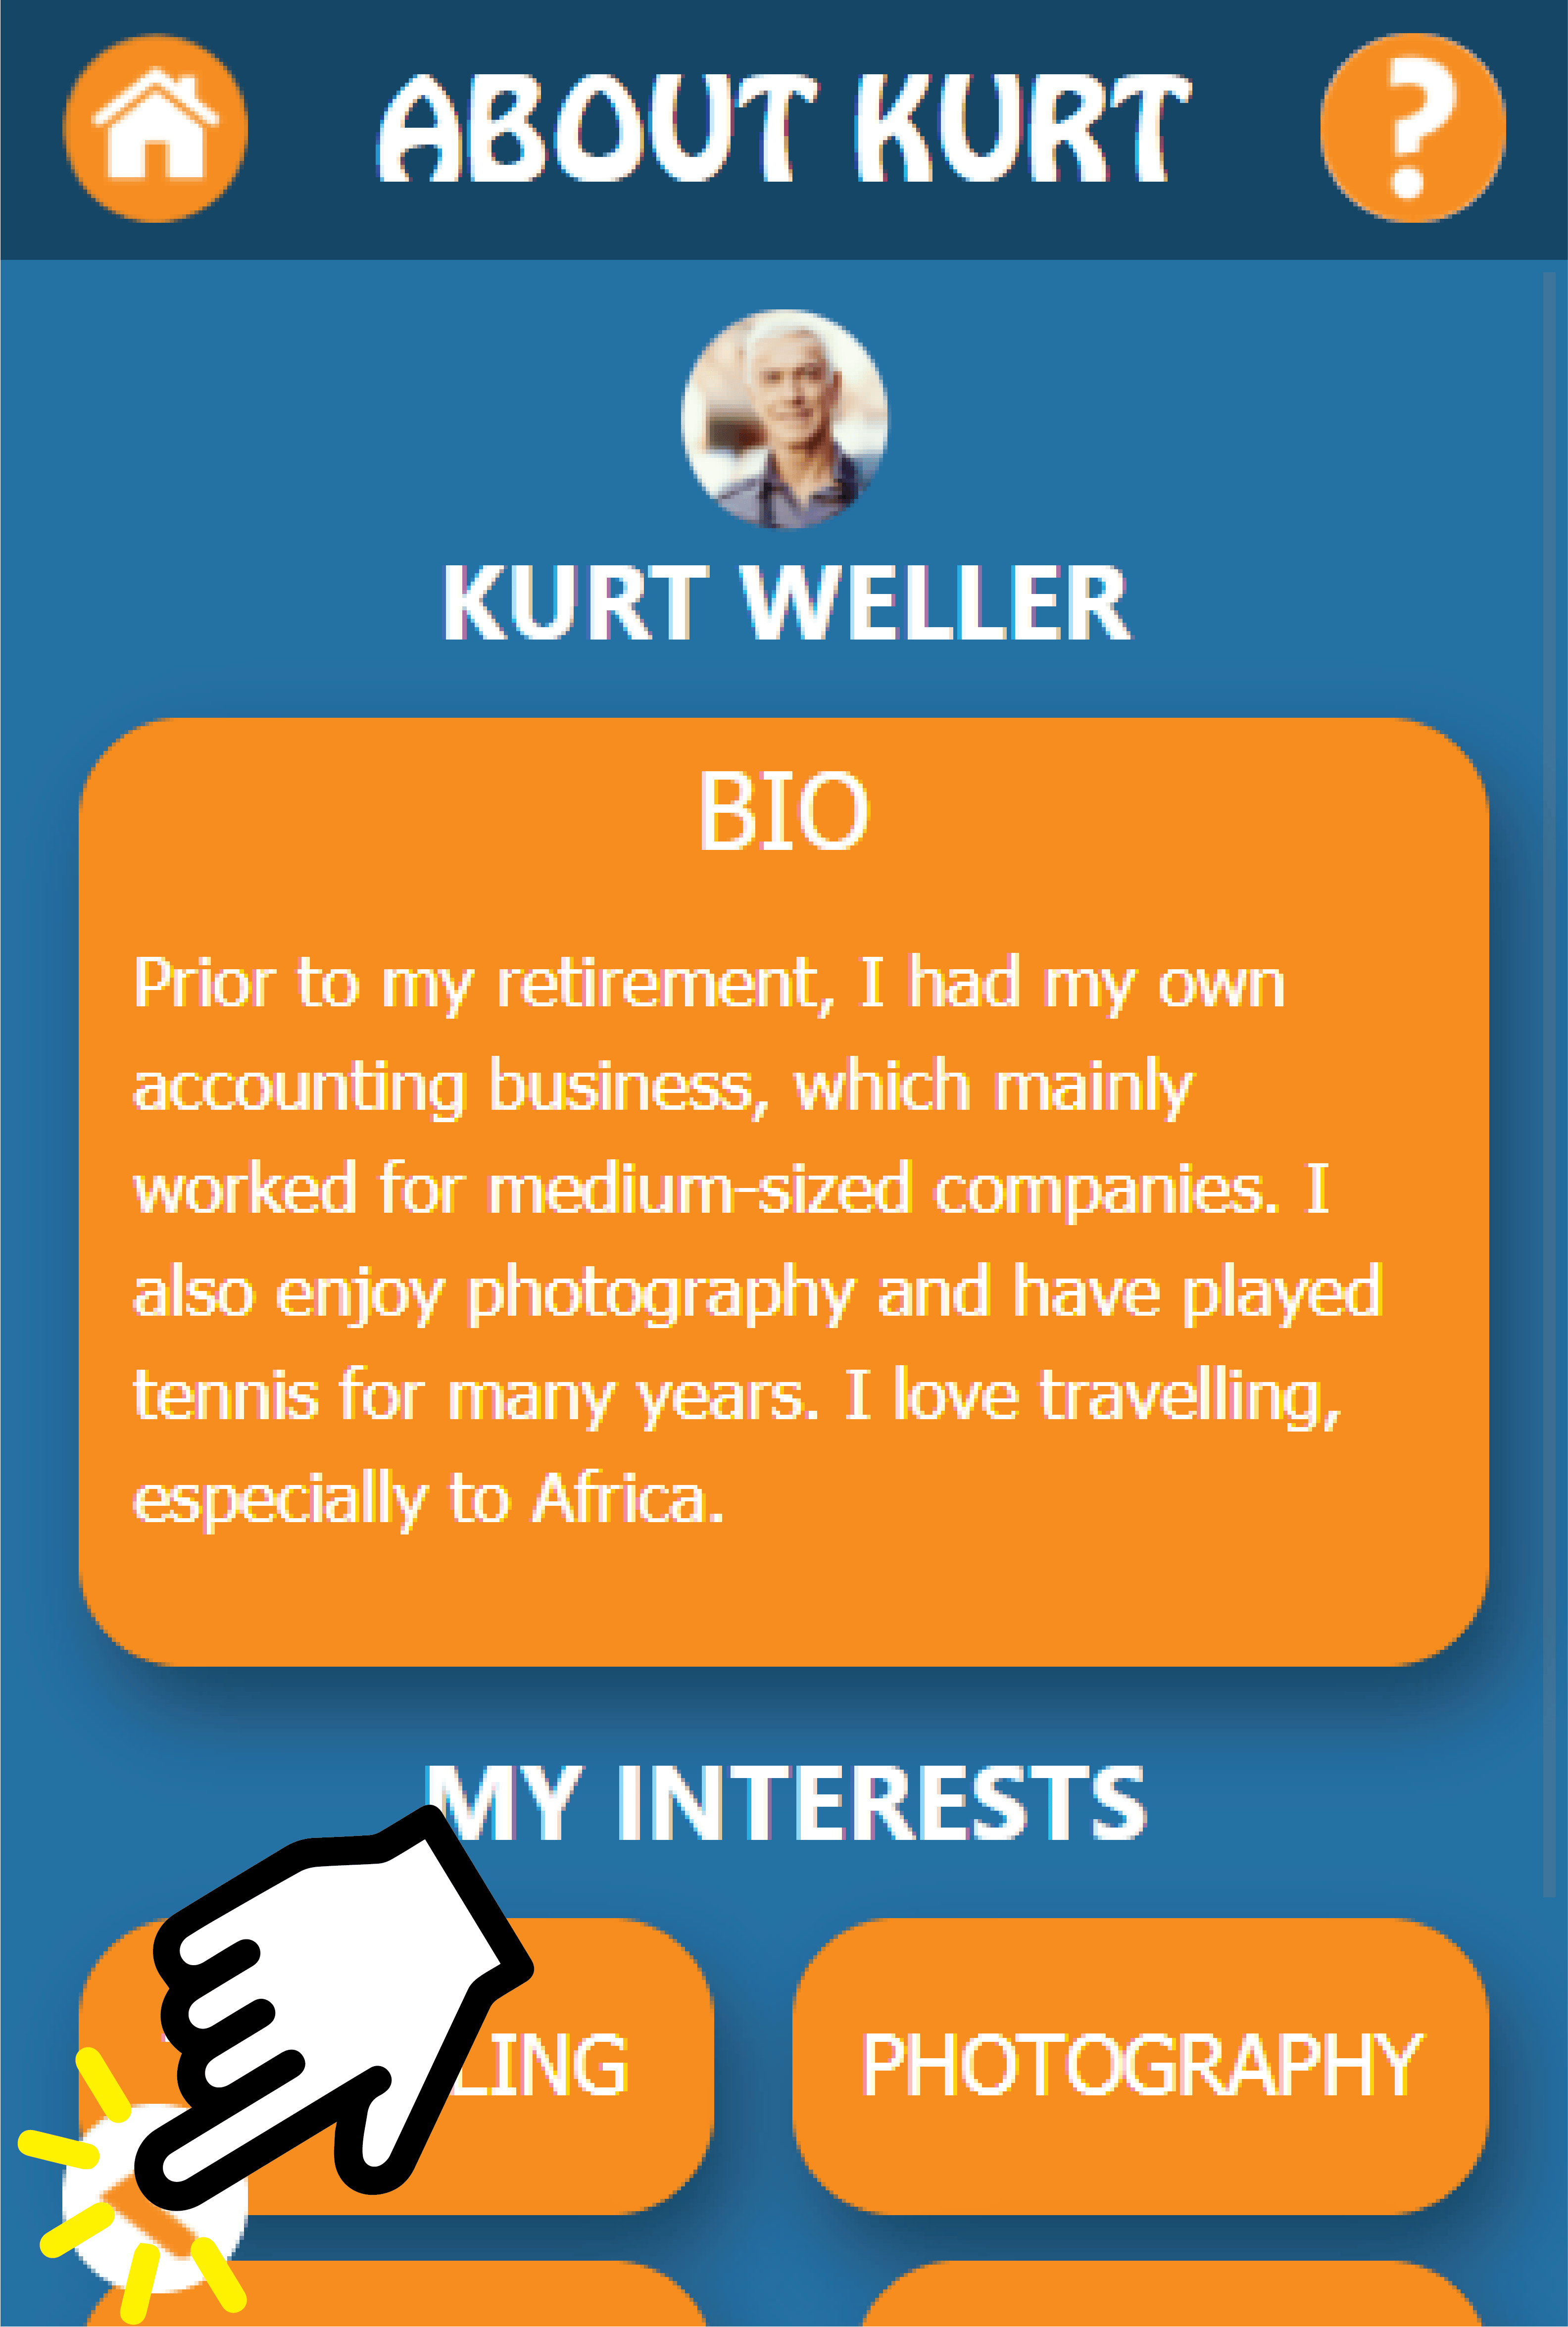 ABOUT KURT
KURT WELLER
BIO
Prior to my retirement, I had my own
accounting business, which mainly
worked for medium-sized companies. I
also enjoy photography and have played
tennis for many years. I love travelling,
especially to Africa.
MY INTERESTS
PHOTOGRAPHY